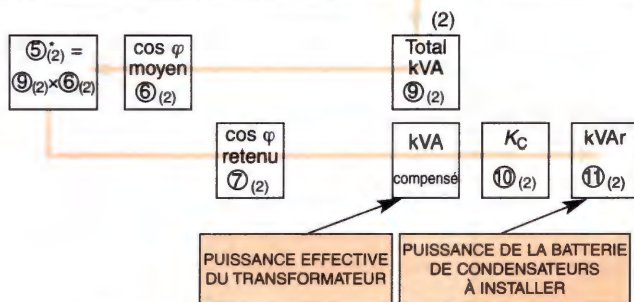 (2)
⑤*(2) =
⑨(2)×⑥(2)
cos φ
moyen
⑥(2)
Total
kVA
⑨(2)
cos φ
retenu
⑦(2)
kVA
compensé
KC
⑩(2)
kVAr
⑪(2)
PUISSANCE EFFECTIVE
DU TRANSFORMATEUR
PUISSANCE DE LA BATTERIE
DE CONDENSATEURS
À INSTALLER